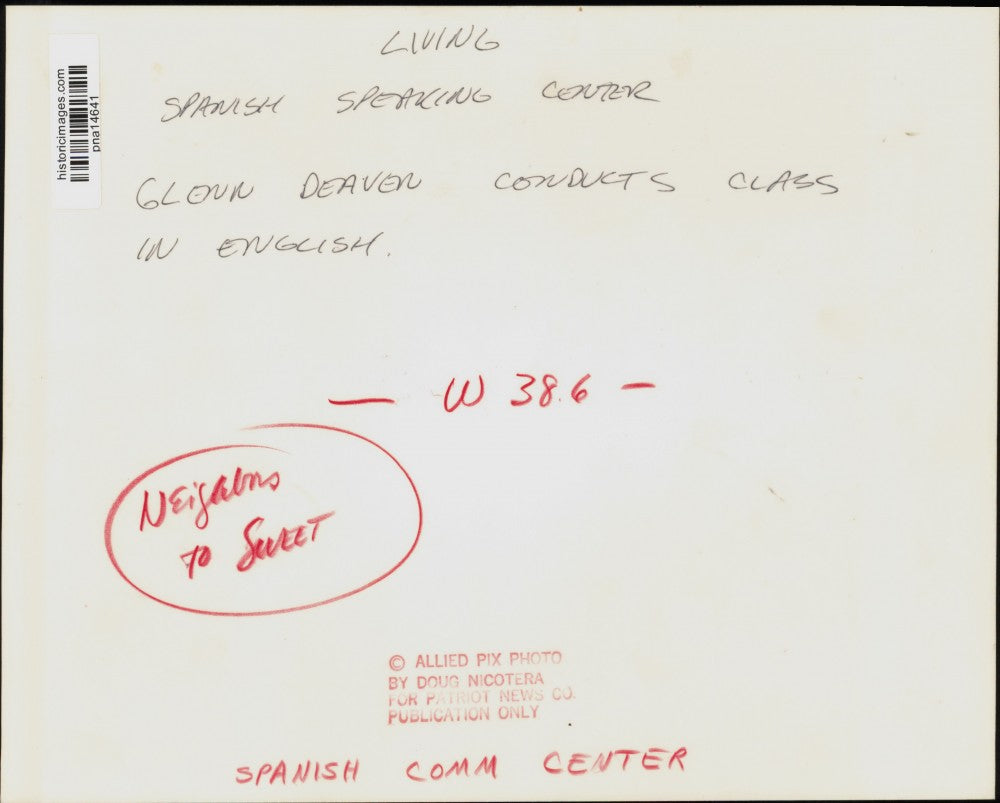 LIVING
SPANISH SPEAKING CENTER
GLENN DEAVEN CONDUCTS CLASS
IN ENGLISH.
— W 38.6 —
Neighbors
to SWEET
© ALLIED PIX PHOTO
BY DOUG NICOTERA
FOR PATRIOT NEWS CO.
PUBLICATION ONLY
SPANISH COMM CENTER
historicimages.com
pna14641